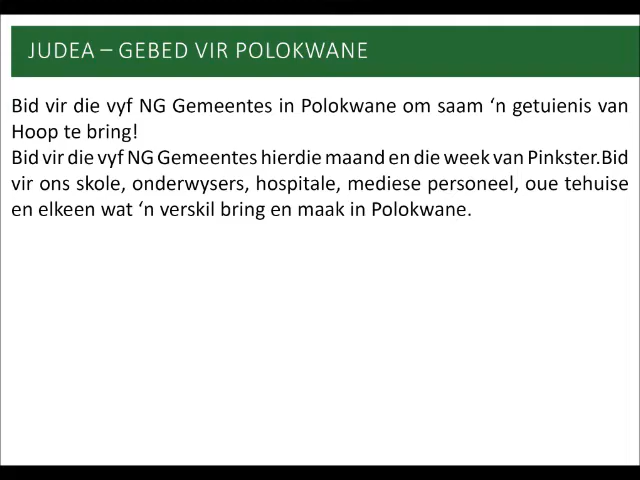 JUDEA – GEBED VIR POLOKWANE
Bid vir die vyf NG Gemeentes in Polokwane om saam ‘n getuienis van
Hoop te bring!
Bid vir die vyf NG Gemeentes hierdie maand en die week van Pinkster.Bid
vir ons skole, onderwysers, hospitale, mediese personeel, oue tehuise
en elkeen wat ‘n verskil bring en maak in Polokwane.